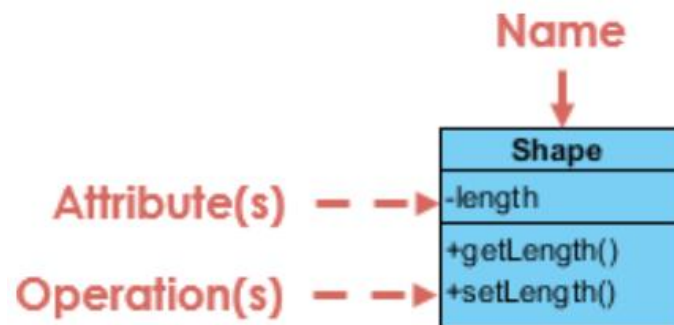 Name
Shape
Attribute(s)
-length
+getLength()
Operation(s)
+setLength()